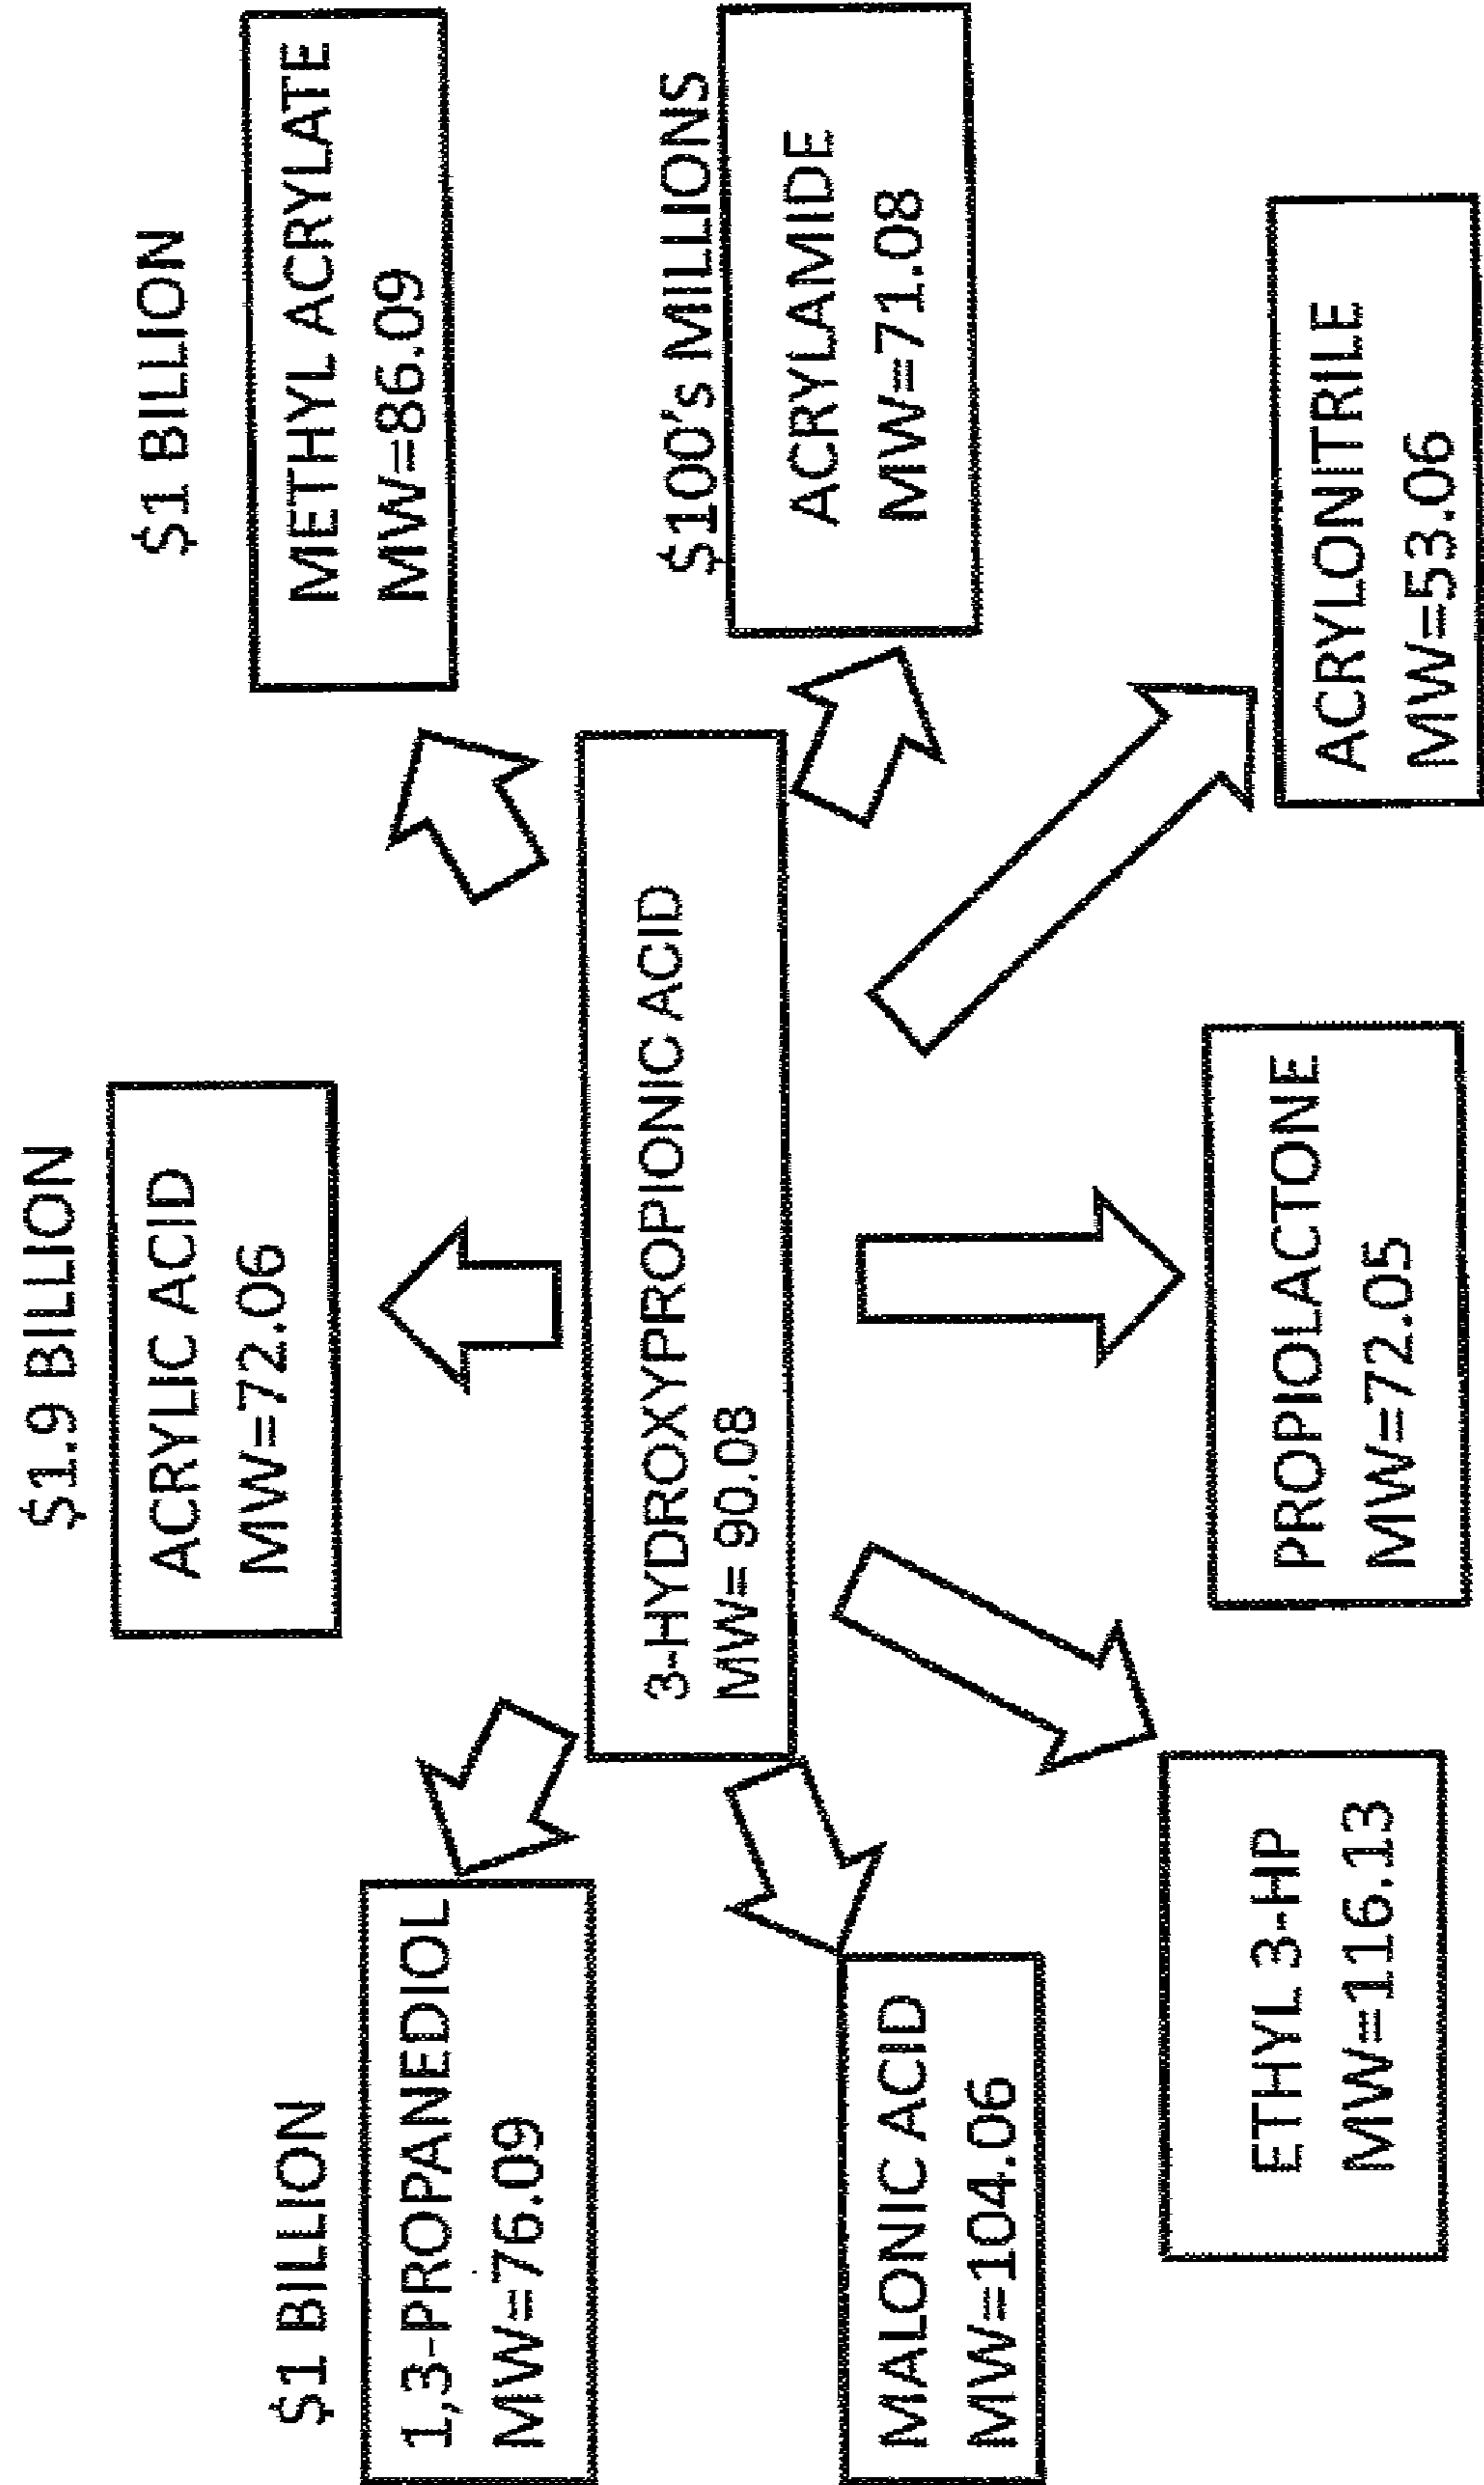 $1.9 BILLION
ACRYLIC ACID
MW=72.06
$1 BILLION
METHYL ACRYLATE
MW=86.09
$1 BILLION
1,3-PROPANEDIOL
MW=76.09
3-HYDROXYPROPIONIC ACID
MW= 90.08
$100's MILLIONS
ACRYLAMIDE
MW=71.08
MALONIC ACID
MW=104.06
ETHYL 3-HP
MW=116.13
PROPIOLACTONE
MW=72.05
ACRYLONITRILE
MW=53.06